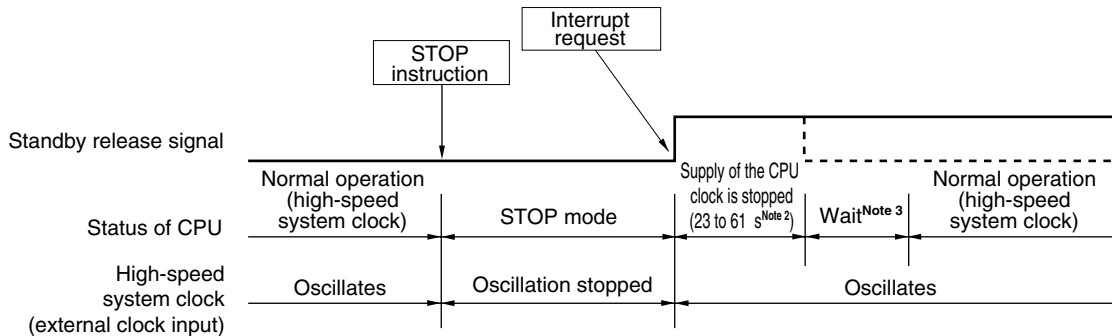 Interrupt
request
STOP
instruction
Standby release signal
Normal operation
(high-speed
system clock)
Supply of the CPU
clock is stopped
(23 to 61 s Note 2)
Normal operation
(high-speed
system clock)
Status of CPU
STOP mode
Wait Note 3
High-speed
system clock
(external clock input)
Oscillates
Oscillation stopped
Oscillates